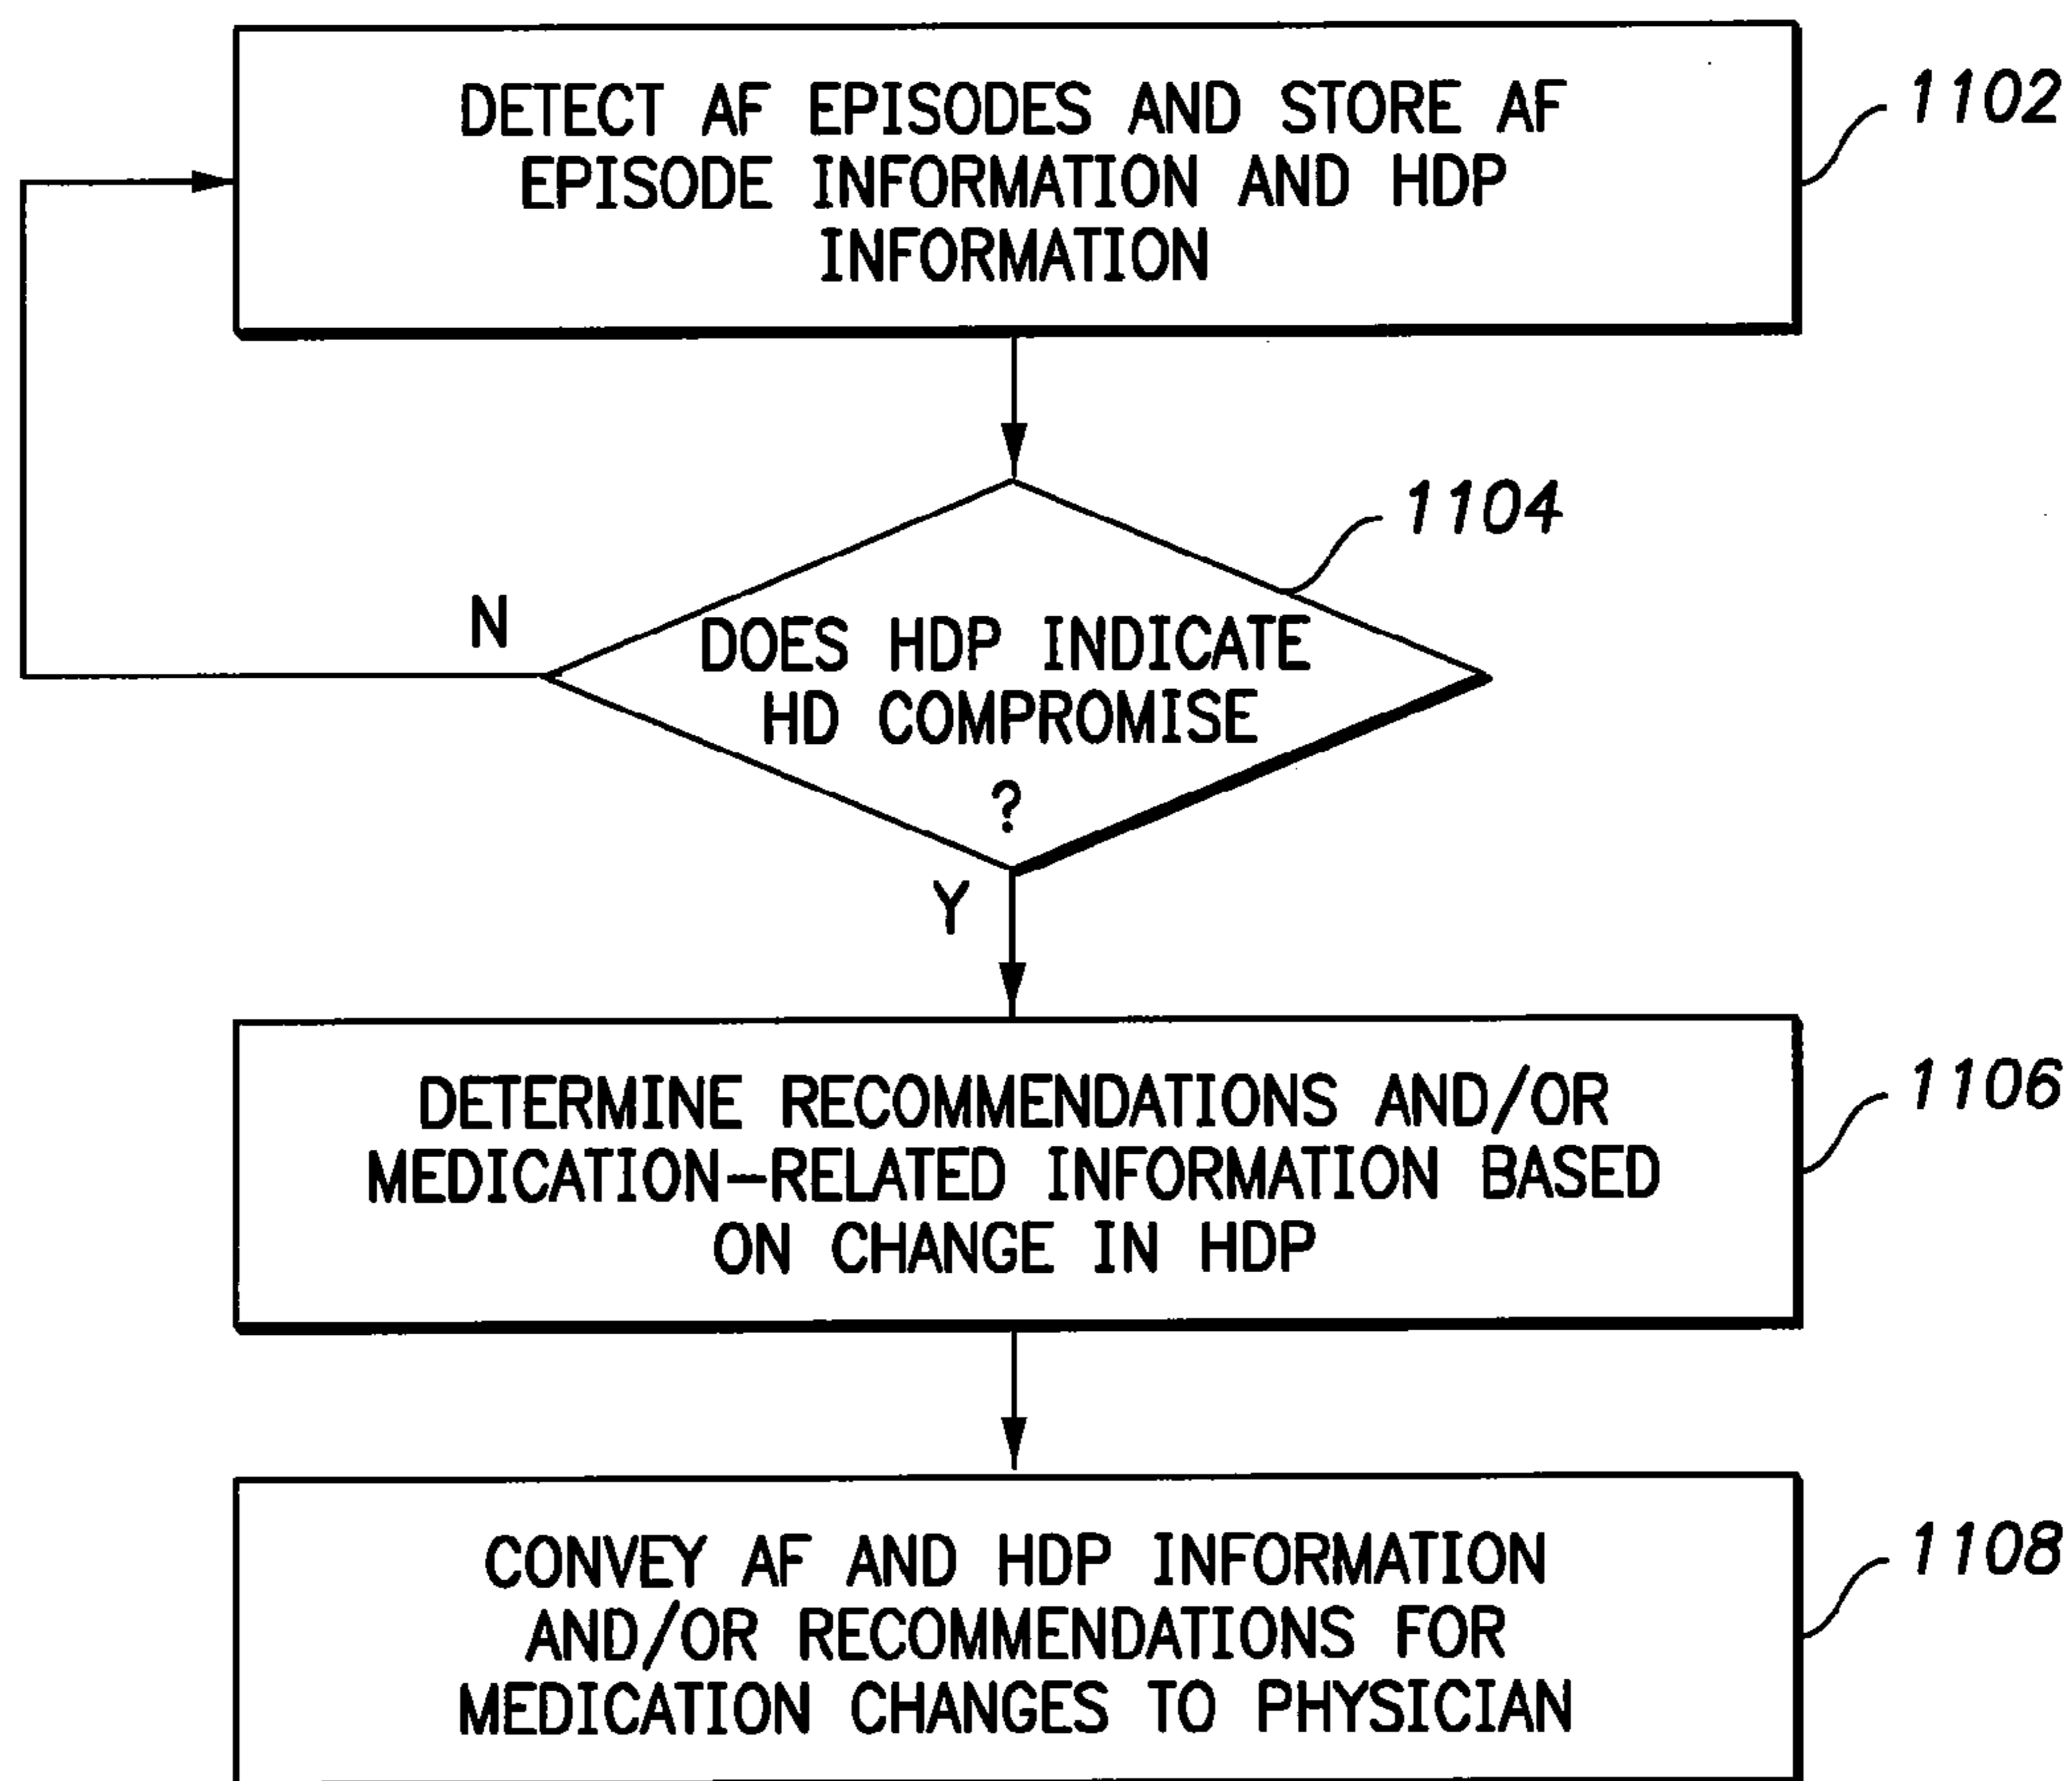 DETECT AF EPISODES AND STORE AF
EPISODE INFORMATION AND HDP
INFORMATION
1102
1104
N
DOES HDP INDICATE
HD COMPROMISE
?
Y
DETERMINE RECOMMENDATIONS AND/OR
MEDICATION-RELATED INFORMATION BASED
ON CHANGE IN HDP
1106
CONVEY AF AND HDP INFORMATION
AND/OR RECOMMENDATIONS FOR
MEDICATION CHANGES TO PHYSICIAN
1108